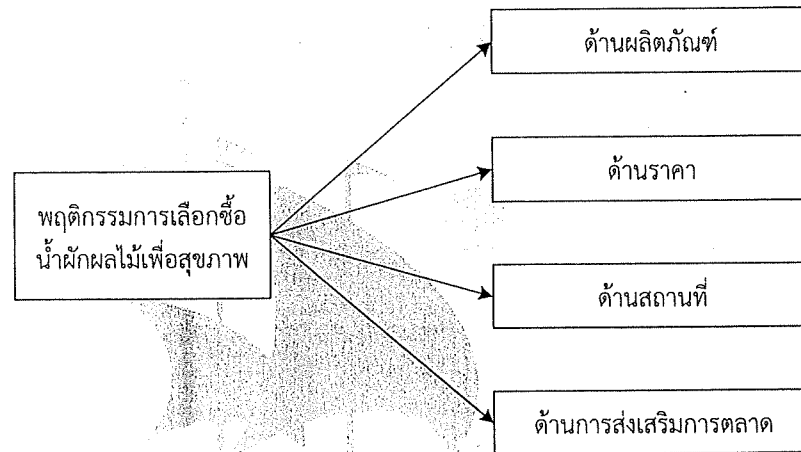 ด้านผลิตภัณฑ์
ด้านราคา
พฤติกรรมการเลือกซื้อ
น้ำผักผลไม้เพื่อสุขภาพ
ด้านสถานที่
ด้านการส่งเสริมการตลาด